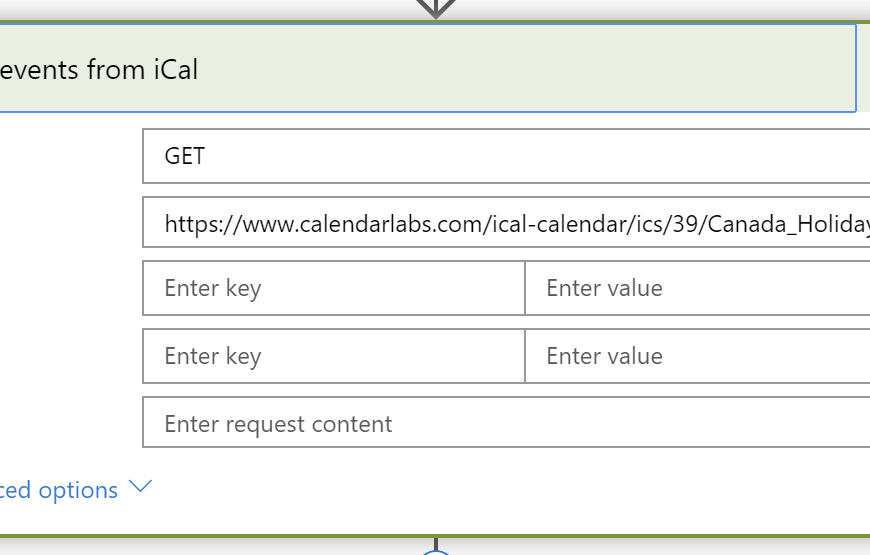 events from iCal
GET
https://www.calendarlabs.com/ical-calendar/ics/39/Canada_Holiday
Enter key Enter value
Enter key Enter value
Enter request content
ced options